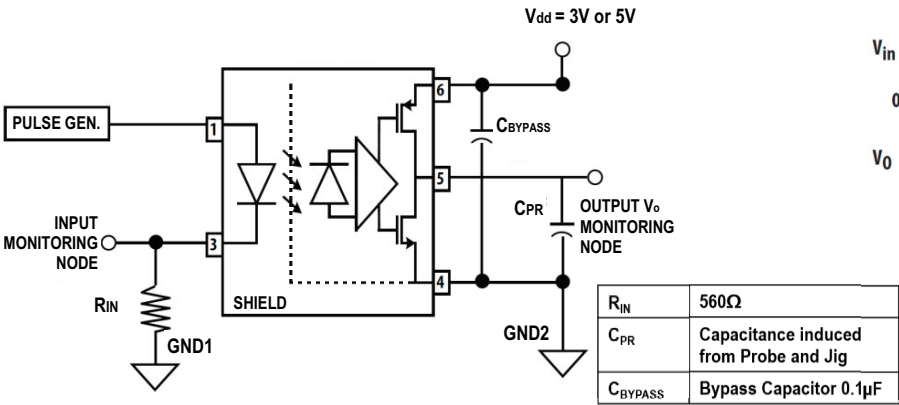 Vdd = 3V or 5V
Vin
0
V0
PULSE GEN.
1
6
CBYPASS
5
CPR
OUTPUT Vo
MONITORING
NODE
INPUT
MONITORING
NODE
3
4
SHIELD
RIN
GND1
GND2
RIN 560Ω
CPR Capacitance induced
from Probe and Jig
CBYPASS Bypass Capacitor 0.1µF